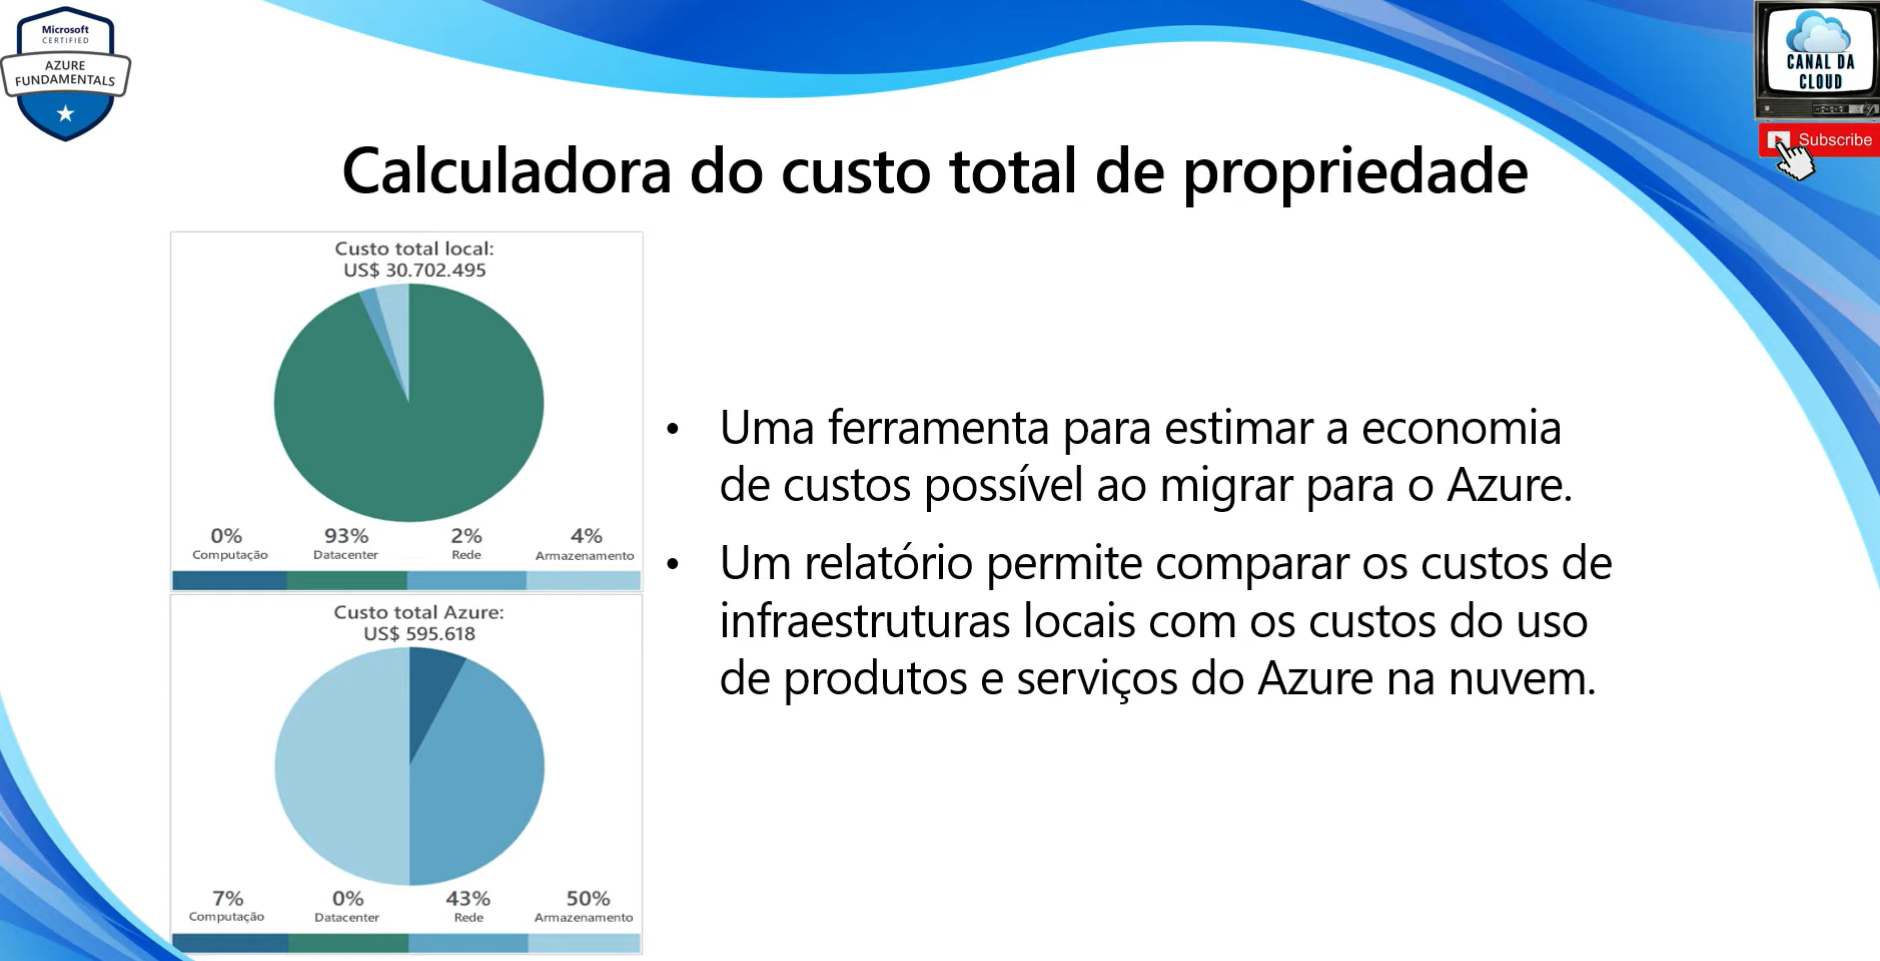 Microsoft
CERTIFIED
AZURE
FUNDAMENTALS
CANAL DA
CLOUD
Subscribe
Calculadora do custo total de propriedade
Custo total local:
US$ 30.702.495
0% 93% 2% 4%
Computação Datacenter Rede Armazenamento
Custo total Azure:
US$ 595.618
7% 0% 43% 50%
Computação Datacenter Rede Armazenamento
• Uma ferramenta para estimar a economia
de custos possível ao migrar para o Azure.
• Um relatório permite comparar os custos de
infraestruturas locais com os custos do uso
de produtos e serviços do Azure na nuvem.